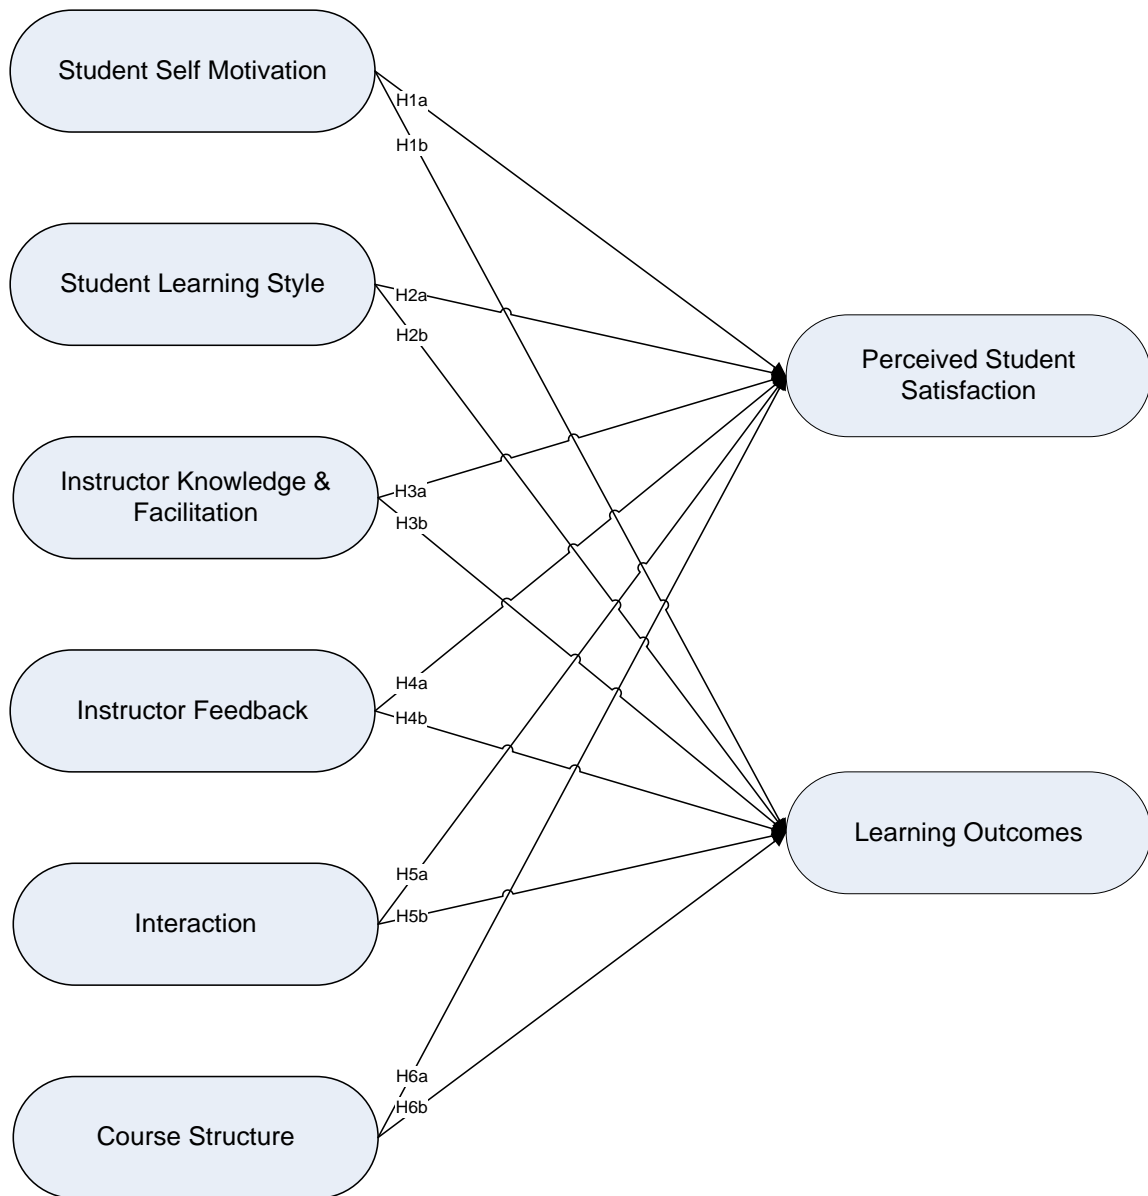 Student Self Motivation
H1a
H1b
Student Learning Style
H2a
H2b
Perceived Student
Satisfaction
Instructor Knowledge &
Facilitation
H3a
H3b
Instructor Feedback
H4a
H4b
Learning Outcomes
Interaction
H5a
H5b
Course Structure
H6a
H6b